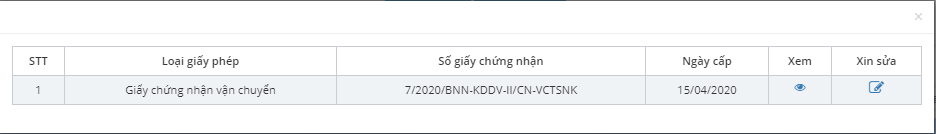 ×
STT Loại giấy phép Số giấy chứng nhận Ngày cấp Xem Xin sửa
1 Giấy chứng nhận vận chuyển 7/2020/BNN-KDDV-II/CN-VCTSNK 15/04/2020